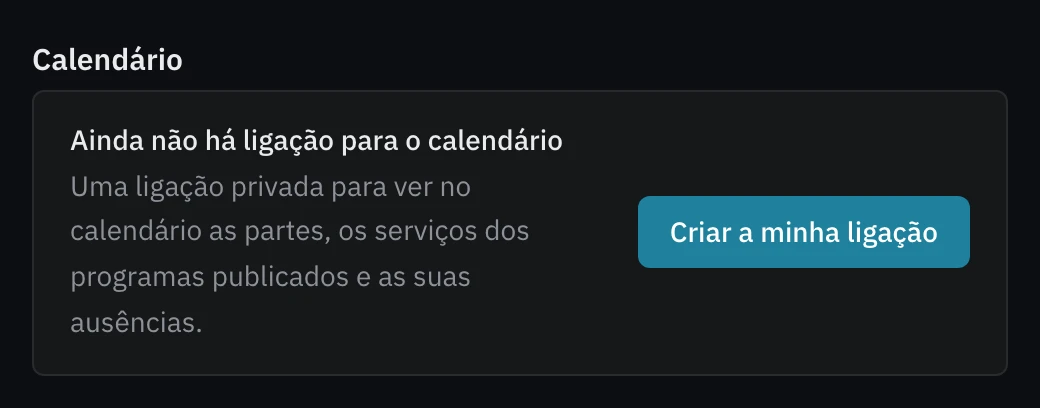 Calendário
Ainda não há ligação para o calendário
Uma ligação privada para ver no
calendário as partes, os serviços dos
programas publicados e as suas
ausências.
Criar a minha ligação